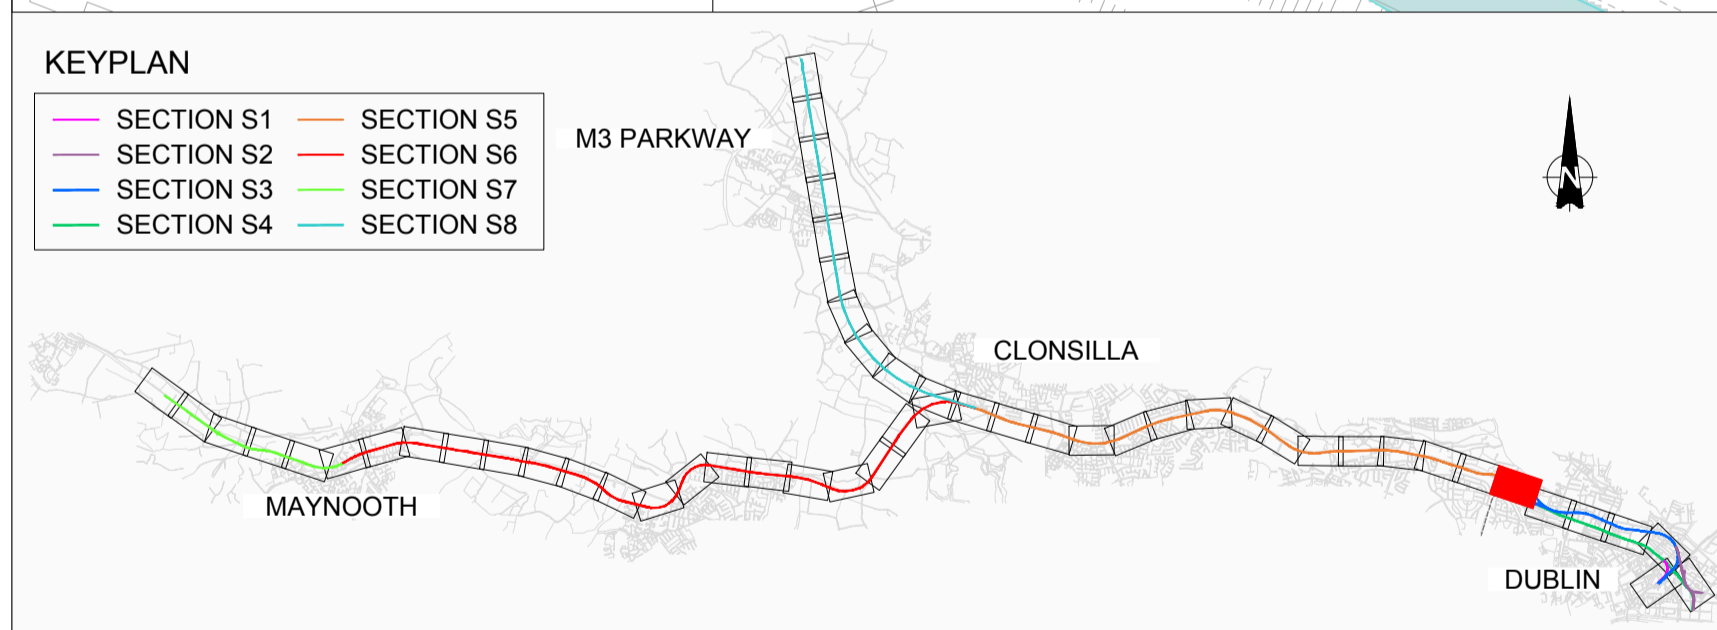 KEYPLAN
SECTION S1 SECTION S5
SECTION S2 SECTION S6
SECTION S3 SECTION S7
SECTION S4 SECTION S8
M3 PARKWAY
N
CLONSILLA
MAYNOOTH
DUBLIN